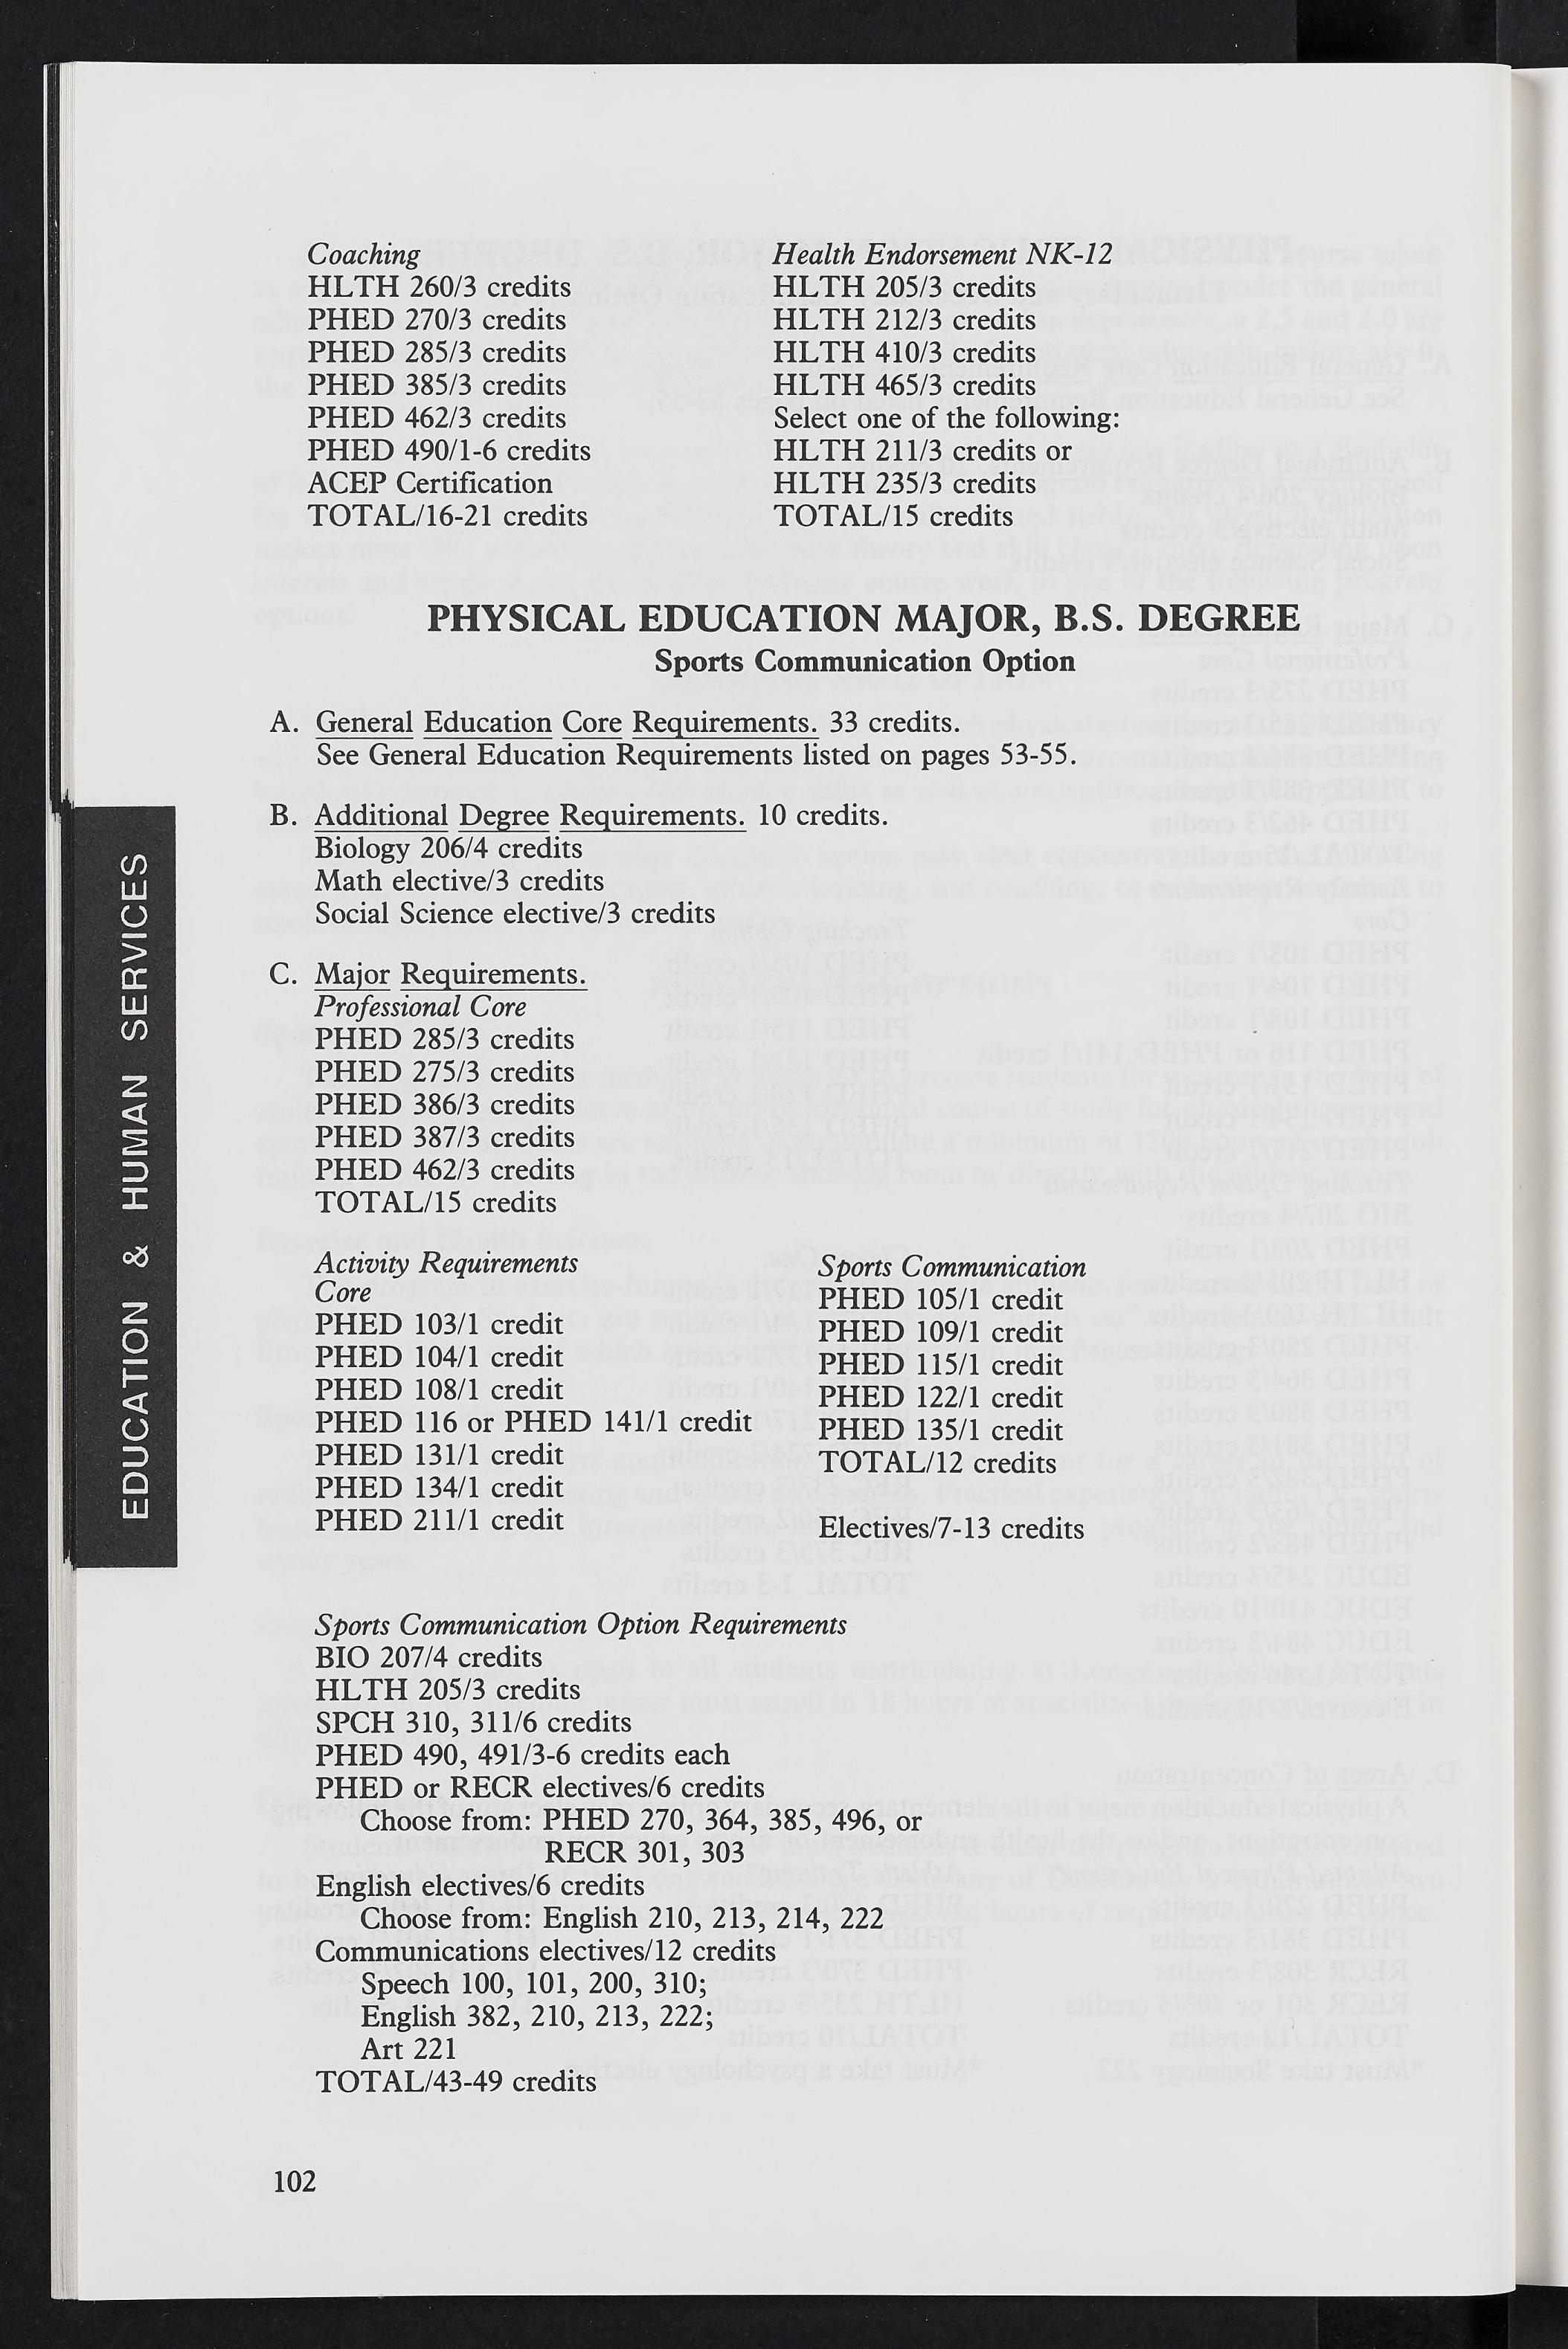 Coaching
HLTH 260/3 credits
PHED 270/3 credits
PHED 285/3 credits
PHED 385/3 credits
PHED 462/3 credits
PHED 490/1-6 credits
ACEP Certification
TOTAL/16-21 credits
Health Endorsement NK-12
HLTH 205/3 credits
HLTH 212/3 credits
HLTH 410/3 credits
HLTH 465/3 credits
Select one of the following:
HLTH 211/3 credits or
HLTH 235/3 credits
TOTAL/15 credits
PHYSICAL EDUCATION MAJOR, B.S. DEGREE
Sports Communication Option
A. General Education Core Requirements. 33 credits.
See General Education Requirements listed on pages 53-55.
B. Additional Degree Requirements. 10 credits.
Biology 206/4 credits
Math elective/3 credits
Social Science elective/3 credits
C. Major Requirements.
Professional Core
PHED 285/3 credits
PHED 275/3 credits
PHED 386/3 credits
PHED 387/3 credits
PHED 462/3 credits
TOTAL/15 credits
Activity Requirements
Core
PHED 103/1 credit
PHED 104/1 credit
PHED 108/1 credit
PHED 116 or PHED 141/1 credit
PHED 131/1 credit
PHED 134/1 credit
PHED 211/1 credit
Sports Communication
PHED 105/1 credit
PHED 109/1 credit
PHED 115/1 credit
PHED 122/1 credit
PHED 135/1 credit
TOTAL/12 credits
Electives/7-13 credits
Sports Communication Option Requirements
BIO 207/4 credits
HLTH 205/3 credits
SPCH 310, 311/6 credits
PHED 490, 491/3-6 credits each
PHED or RECR electives/6 credits
Choose from: PHED 270, 364, 385, 496, or
RECR 301, 303
English electives/6 credits
Choose from: English 210, 213, 214, 222
Communications electives/12 credits
Speech 100, 101, 200, 310;
English 382, 210, 213, 222;
Art 221
TOTAL/43-49 credits
102
EDUCATION & HUMAN SERVICES